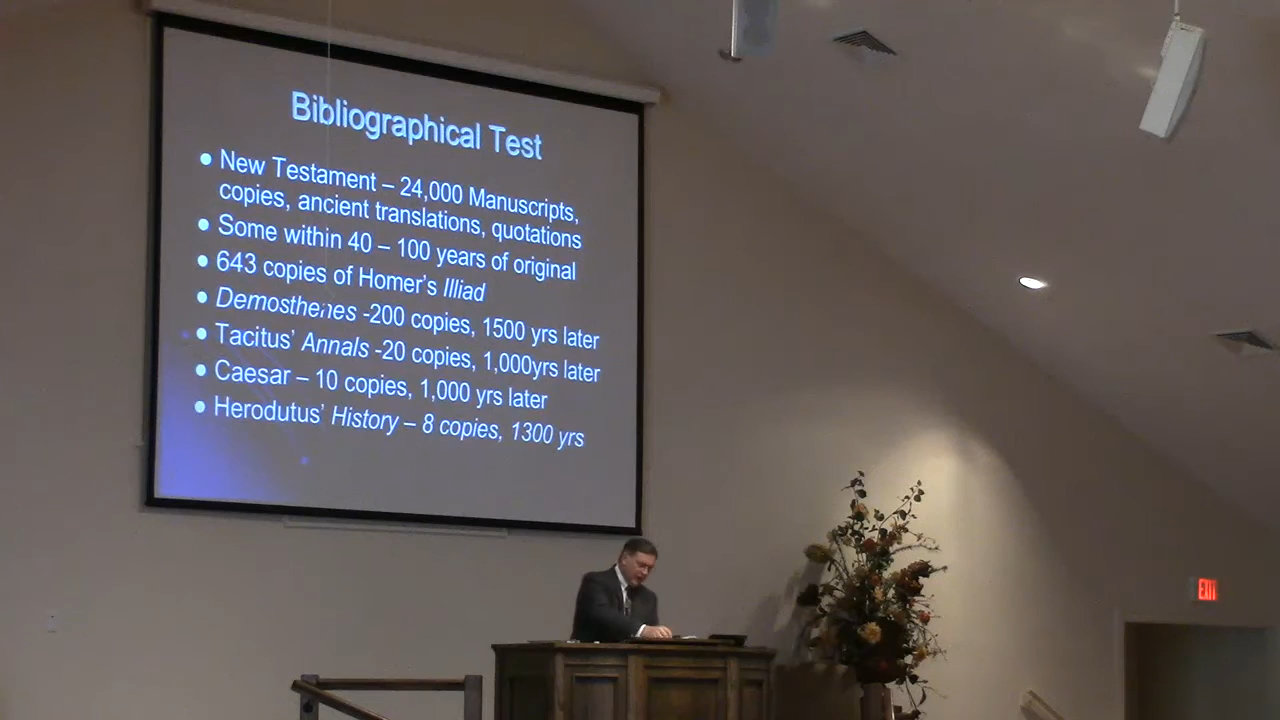 Bibliographical Test
• New Testament – 24,000 Manuscripts,
copies, ancient translations, quotations
• Some within 40 – 100 years of original
• 643 copies of Homer's Illiad
• Demosthenes -200 copies, 1500 yrs later
• Tacitus' Annals -20 copies, 1,000yrs later
• Caesar – 10 copies, 1,000 yrs later
• Herodutus' History – 8 copies, 1300 yrs
EXIT